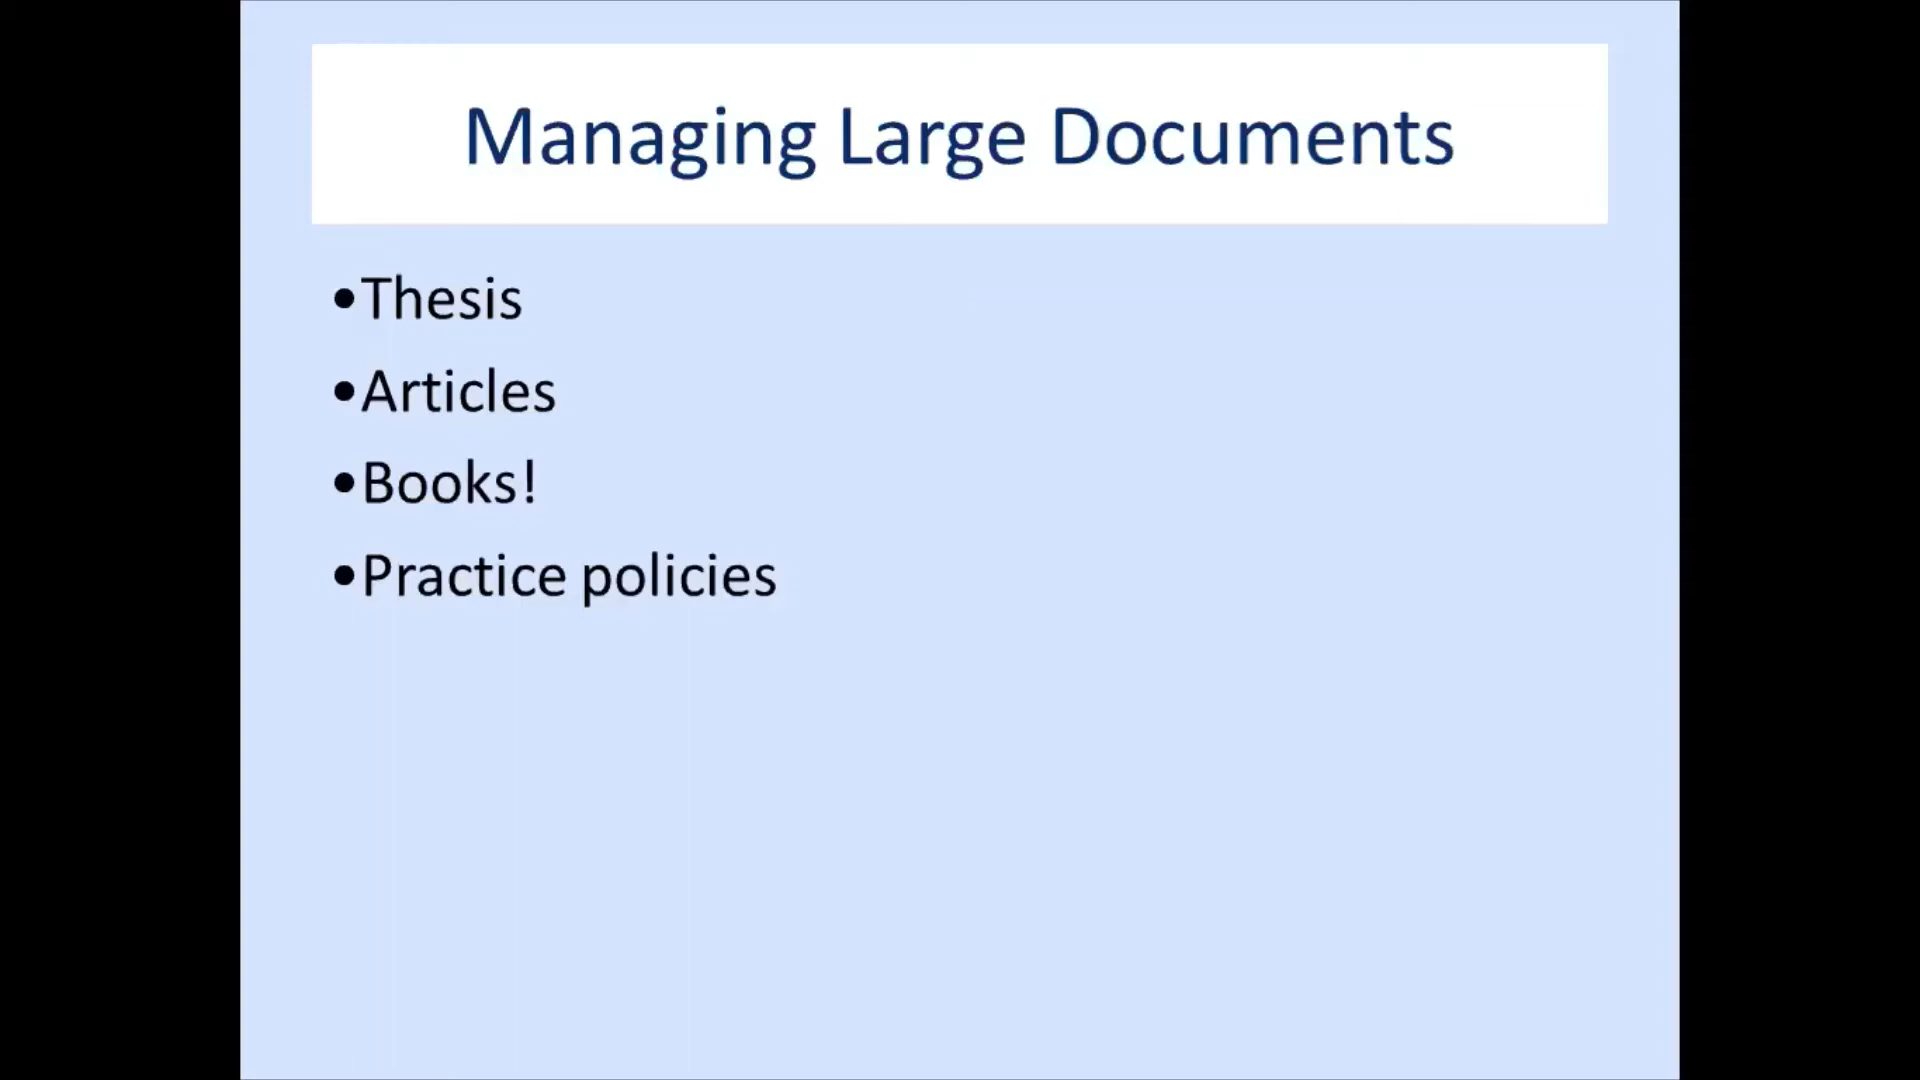 Managing Large Documents
•Thesis
•Articles
•Books!
•Practice policies